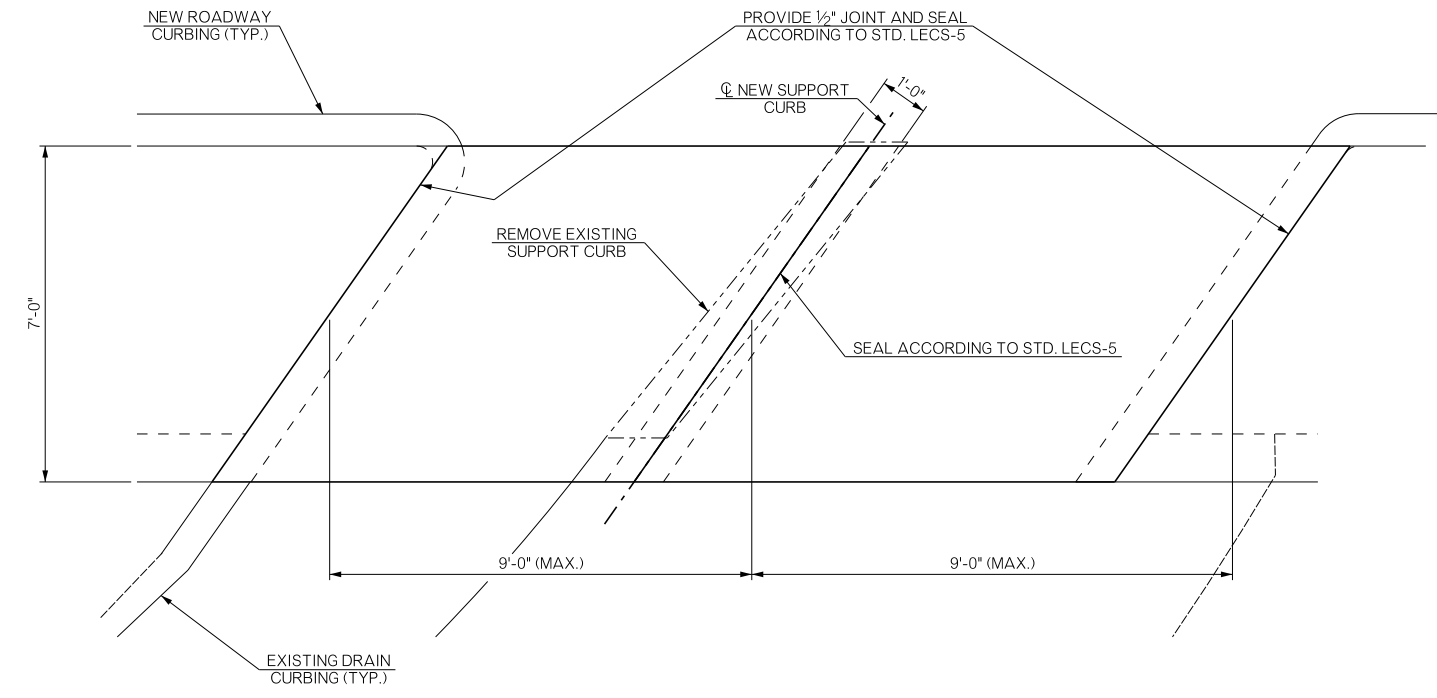 NEW ROADWAY
CURBING (TYP.)
PROVIDE ½" JOINT AND SEAL
ACCORDING TO STD. LECS-5
℄ NEW SUPPORT
CURB
1'-0"
REMOVE EXISTING
SUPPORT CURB
7'-0"
SEAL ACCORDING TO STD. LECS-5
9'-0" (MAX.)
9'-0" (MAX.)
EXISTING DRAIN
CURBING (TYP.)